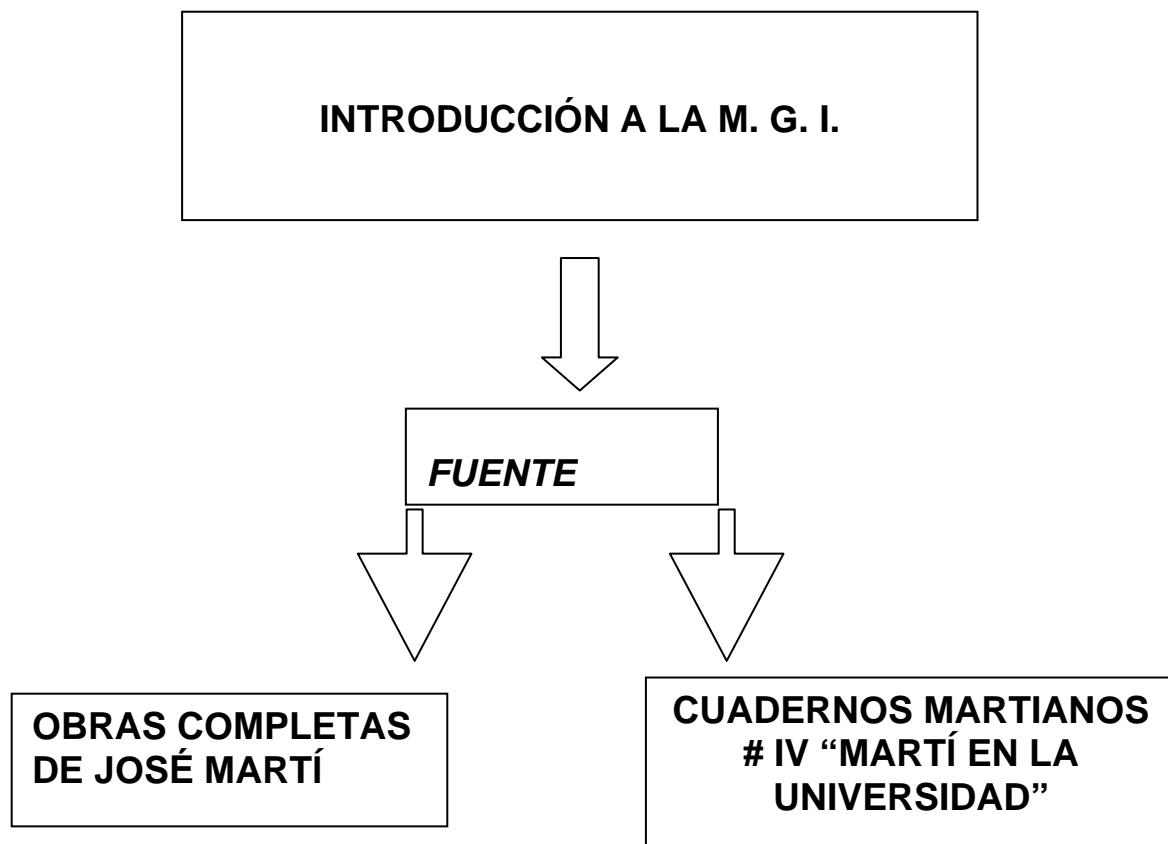 INTRODUCCIÓN A LA M. G. I.
FUENTE
OBRAS COMPLETAS
DE JOSÉ MARTÍ
CUADERNOS MARTIANOS
# IV “MARTÍ EN LA
UNIVERSIDAD”